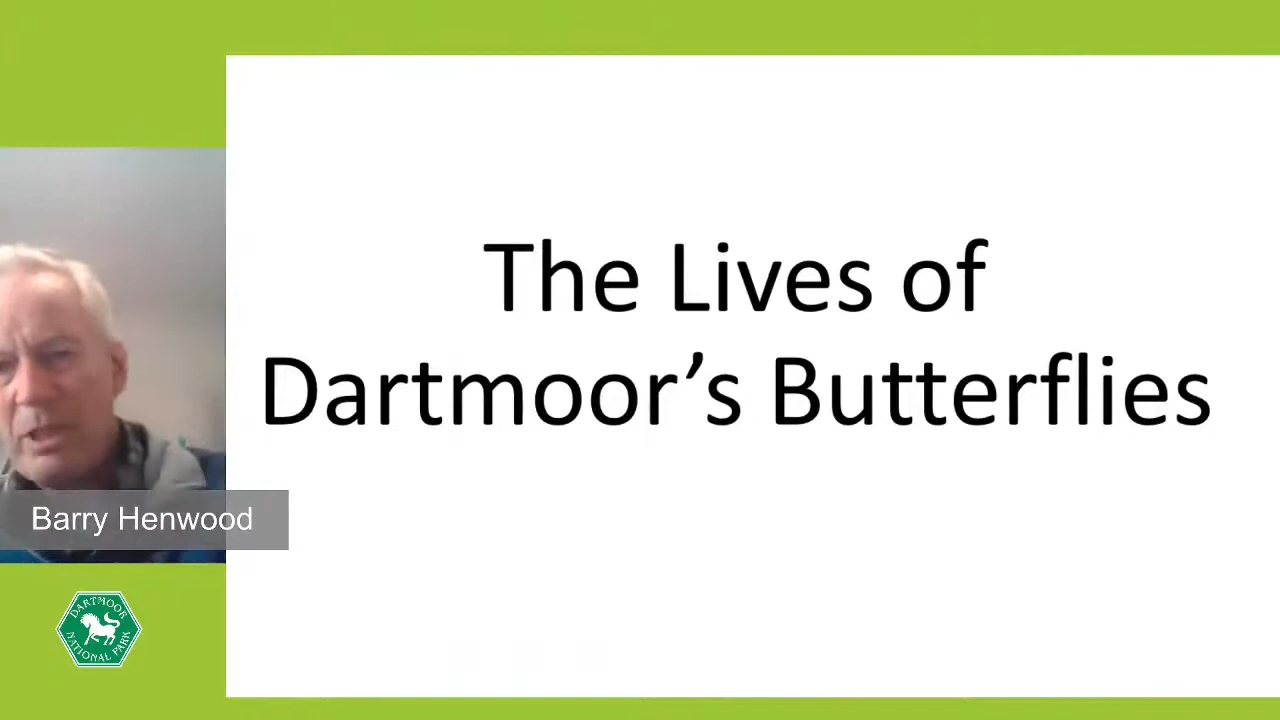 The Lives of
Dartmoor’s Butterflies
Barry Henwood
DARTMOOR
NATIONAL PARK